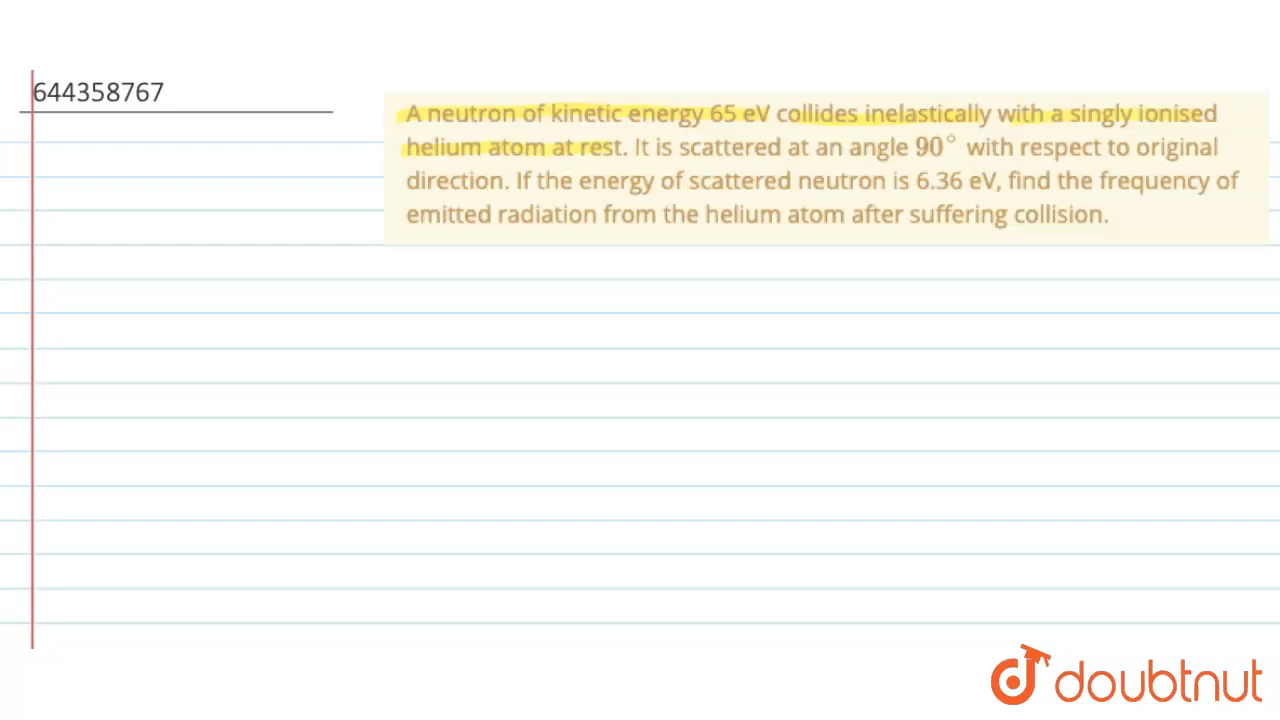 644358767
A neutron of kinetic energy 65 eV collides inelastically with a singly ionised
helium atom at rest. It is scattered at an angle 90° with respect to original
direction. If the energy of scattered neutron is 6.36 eV, find the frequency of
emitted radiation from the helium atom after suffering collision.
doubtnut